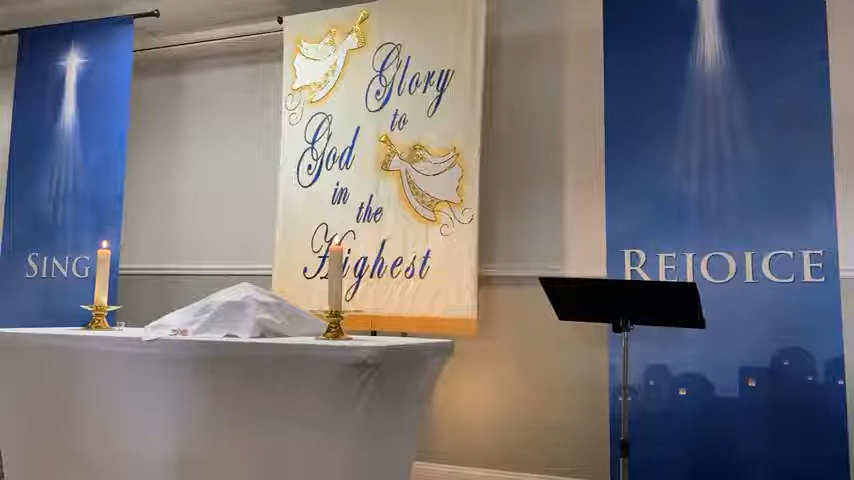 SING
Glory
to
God
in
the
Highest
REJOICE